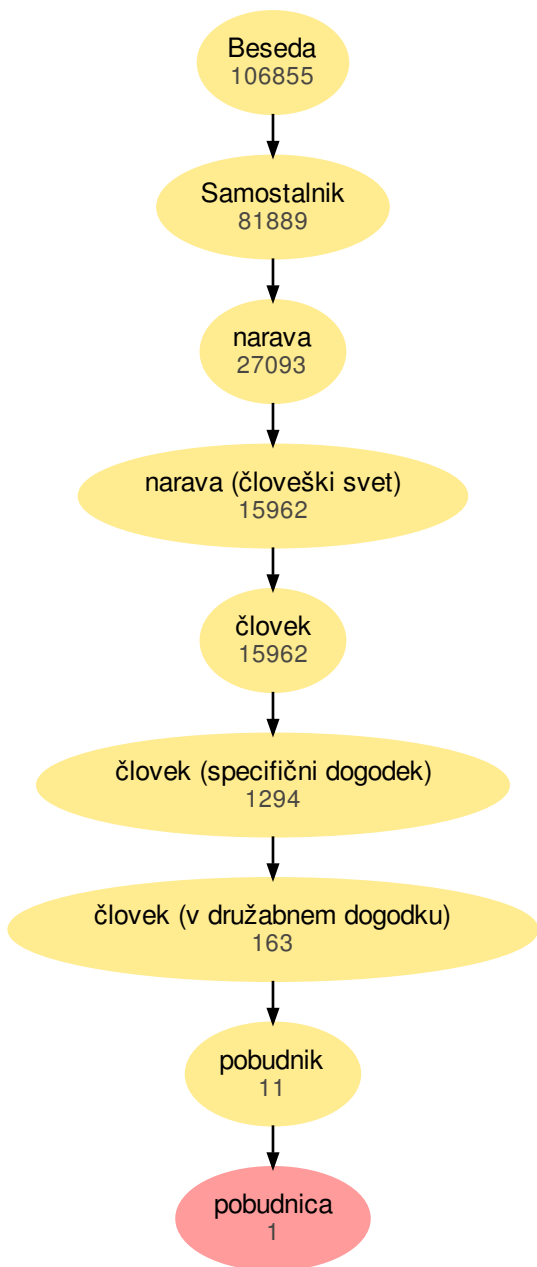 Beseda
106855
Samostalnik
81889
narava
27093
narava (človeški svet)
15962
človek
15962
človek (specifični dogodek)
1294
človek (v družabnem dogodku)
163
pobudnik
11
pobudnica
1